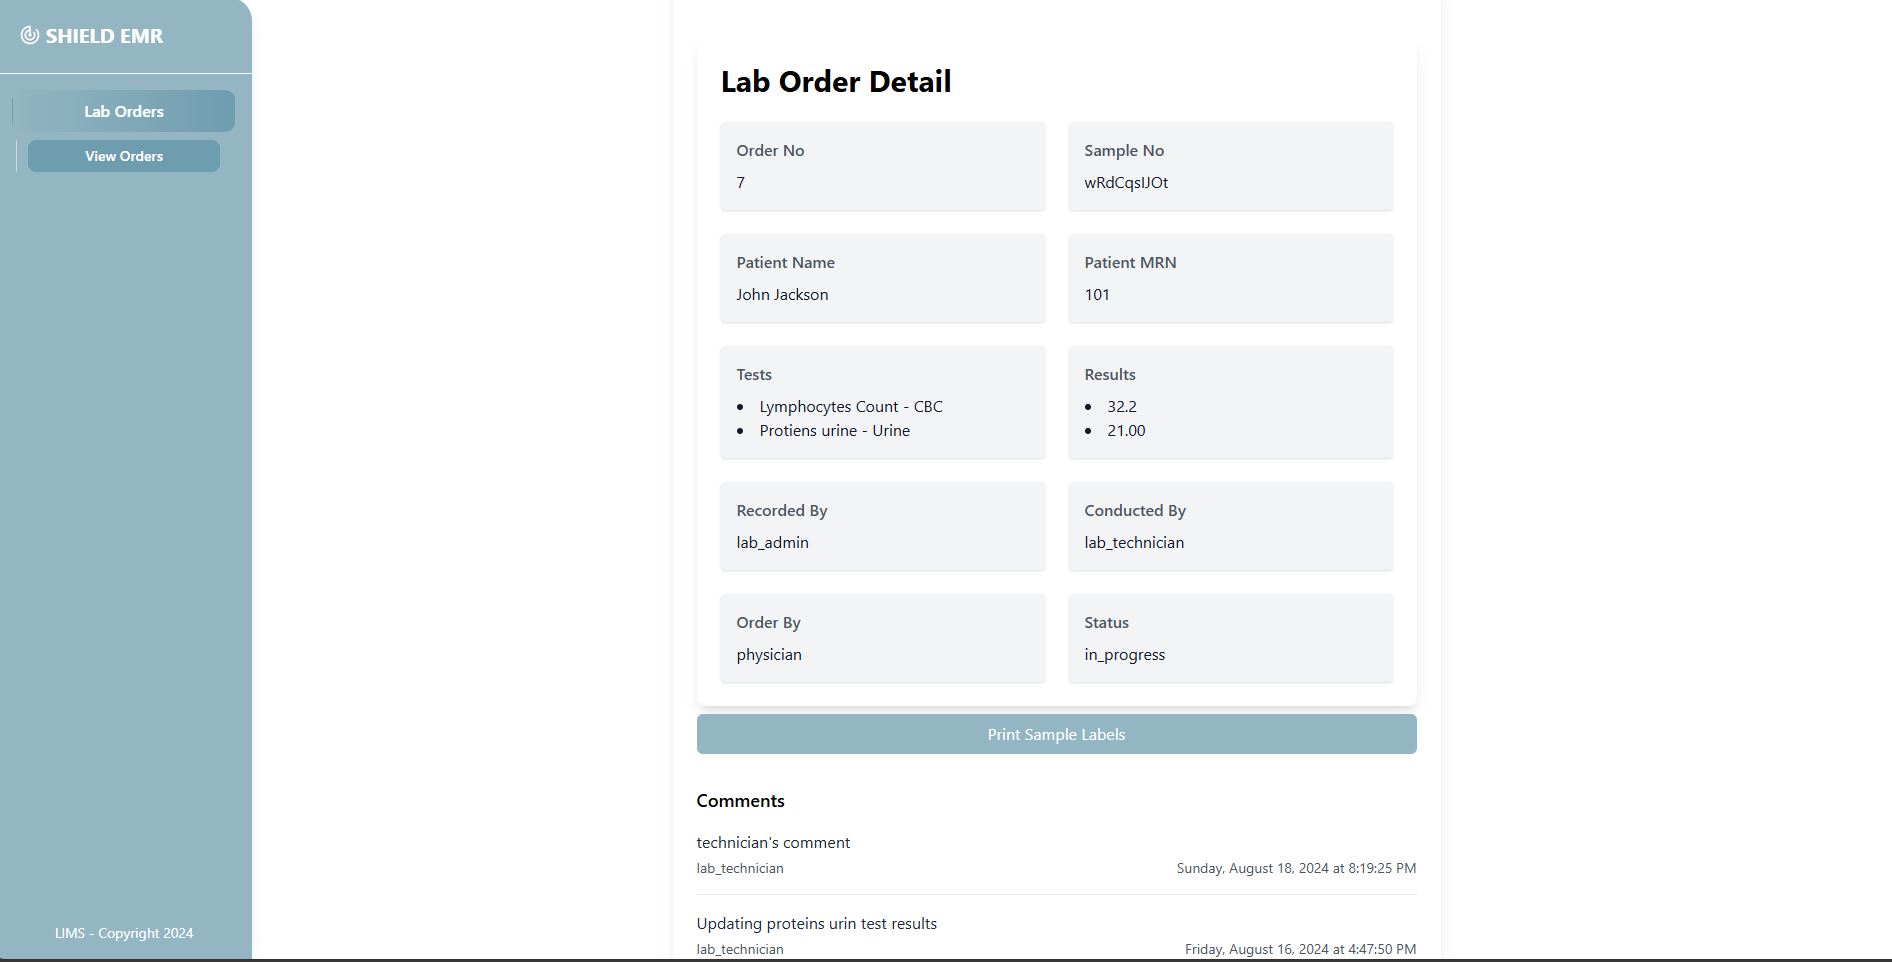 SHIELD EMR
Lab Orders
View Orders
LIMS - Copyright 2024
Lab Order Detail
Order No
7
Sample No
wRdCqsIJOt
Patient Name
John Jackson
Patient MRN
101
Tests
• Lymphocytes Count - CBC
• Protiens urine - Urine
Results
• 32.2
• 21.00
Recorded By
lab_admin
Conducted By
lab_technician
Order By
physician
Status
in_progress
Print Sample Labels
Comments
technician's comment
lab_technician Sunday, August 18, 2024 at 8:19:25 PM
Updating proteins urin test results
lab_technician Friday, August 16, 2024 at 4:47:50 PM